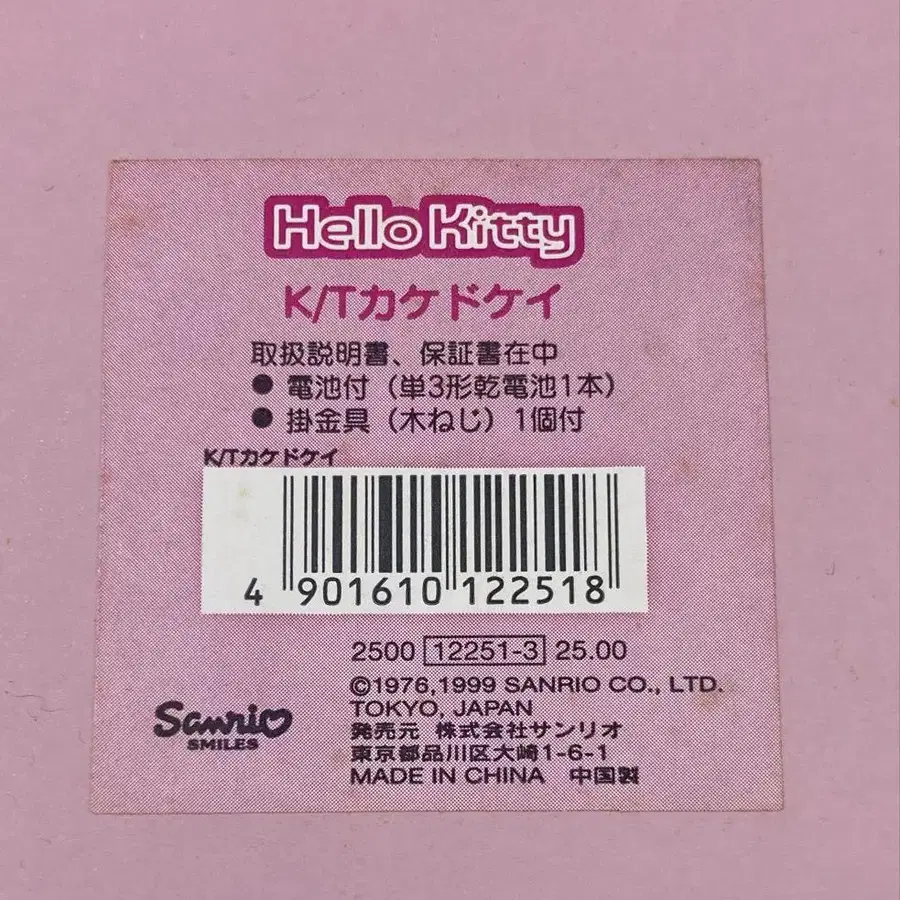 Hello Kitty
K/Tカケドケイ
取扱説明書、保証書在中
● 電池付（単3形乾電池1本）
● 掛金具（木ねじ）1個付
K/Tカケドケイ
4 901610 122518
2500 12251-3 25.00
©1976,1999 SANRIO CO., LTD.
TOKYO, JAPAN
Sanrio
SMILES
発売元 株式会社サンリオ
東京都品川区大崎1-6-1
MADE IN CHINA 中国製